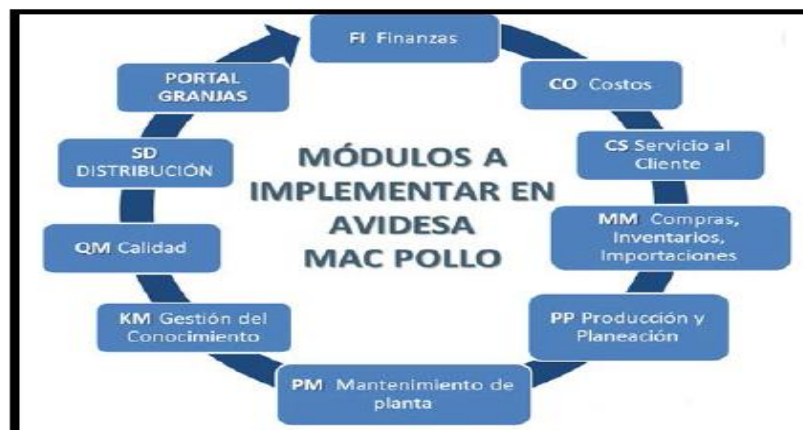 FI Finanzas
CO Costos
CS Servicio al
Cliente
MM Compras,
Inventarios,
Importaciones
PP Producción y
Planeación
PM Mantenimiento de
planta
KM Gestión del
Conocimiento
QM Calidad
SD
DISTRIBUCIÓN
PORTAL
GRANJAS
MÓDULOS A
IMPLEMENTAR EN
AVIDESA
MAC POLLO